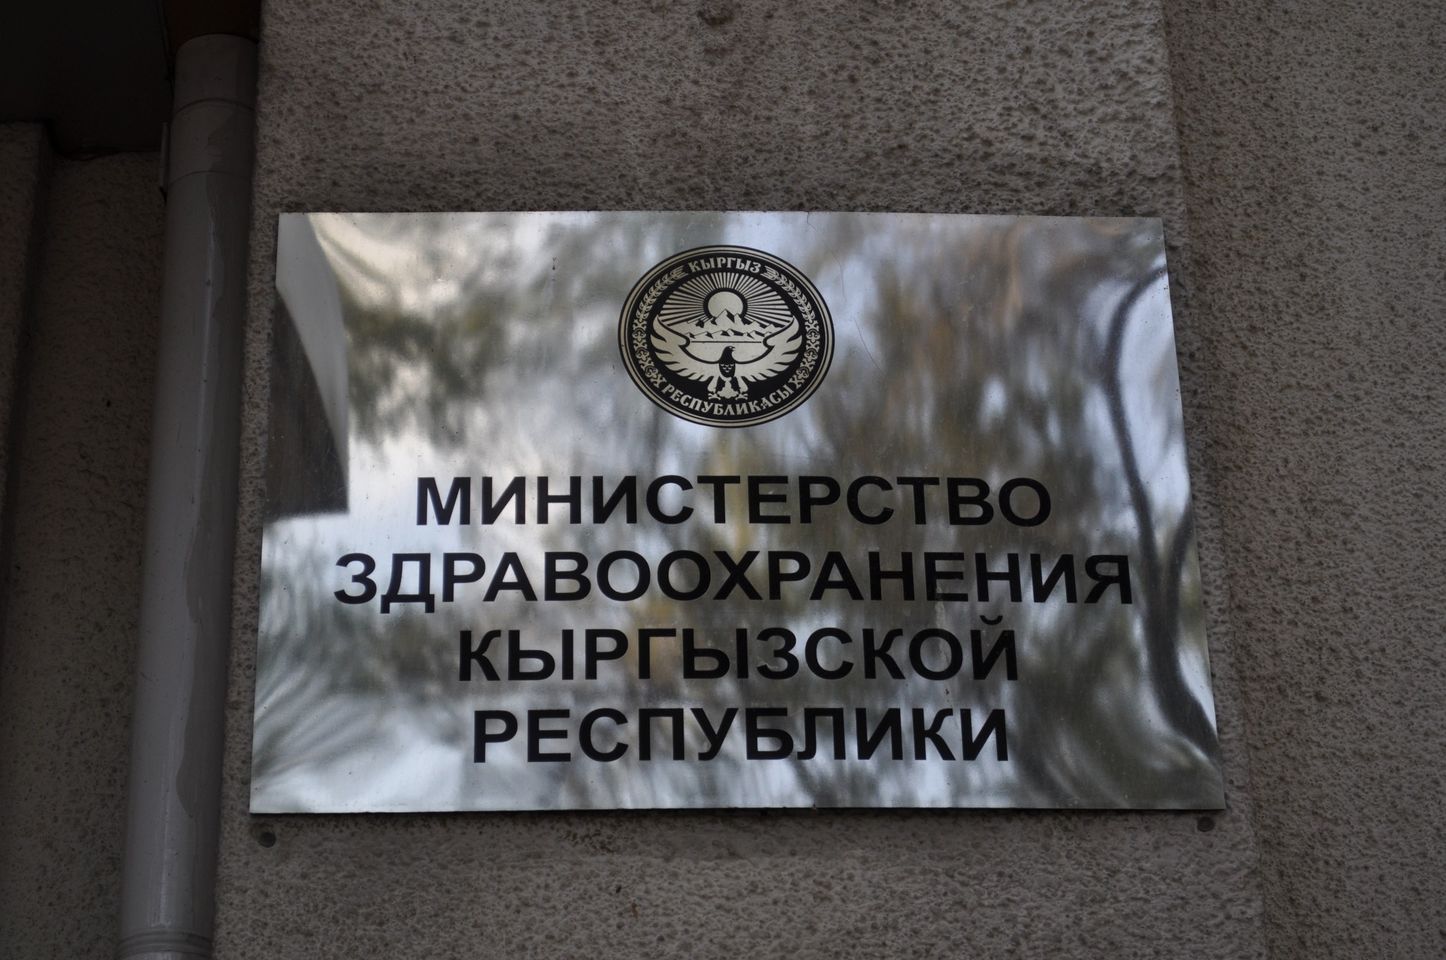 КЫРГЫЗ
РЕСПУБЛИКАСЫ
МИНИСТЕРСТВО
ЗДРАВООХРАНЕНИЯ
КЫРГЫЗСКОЙ
РЕСПУБЛИКИ